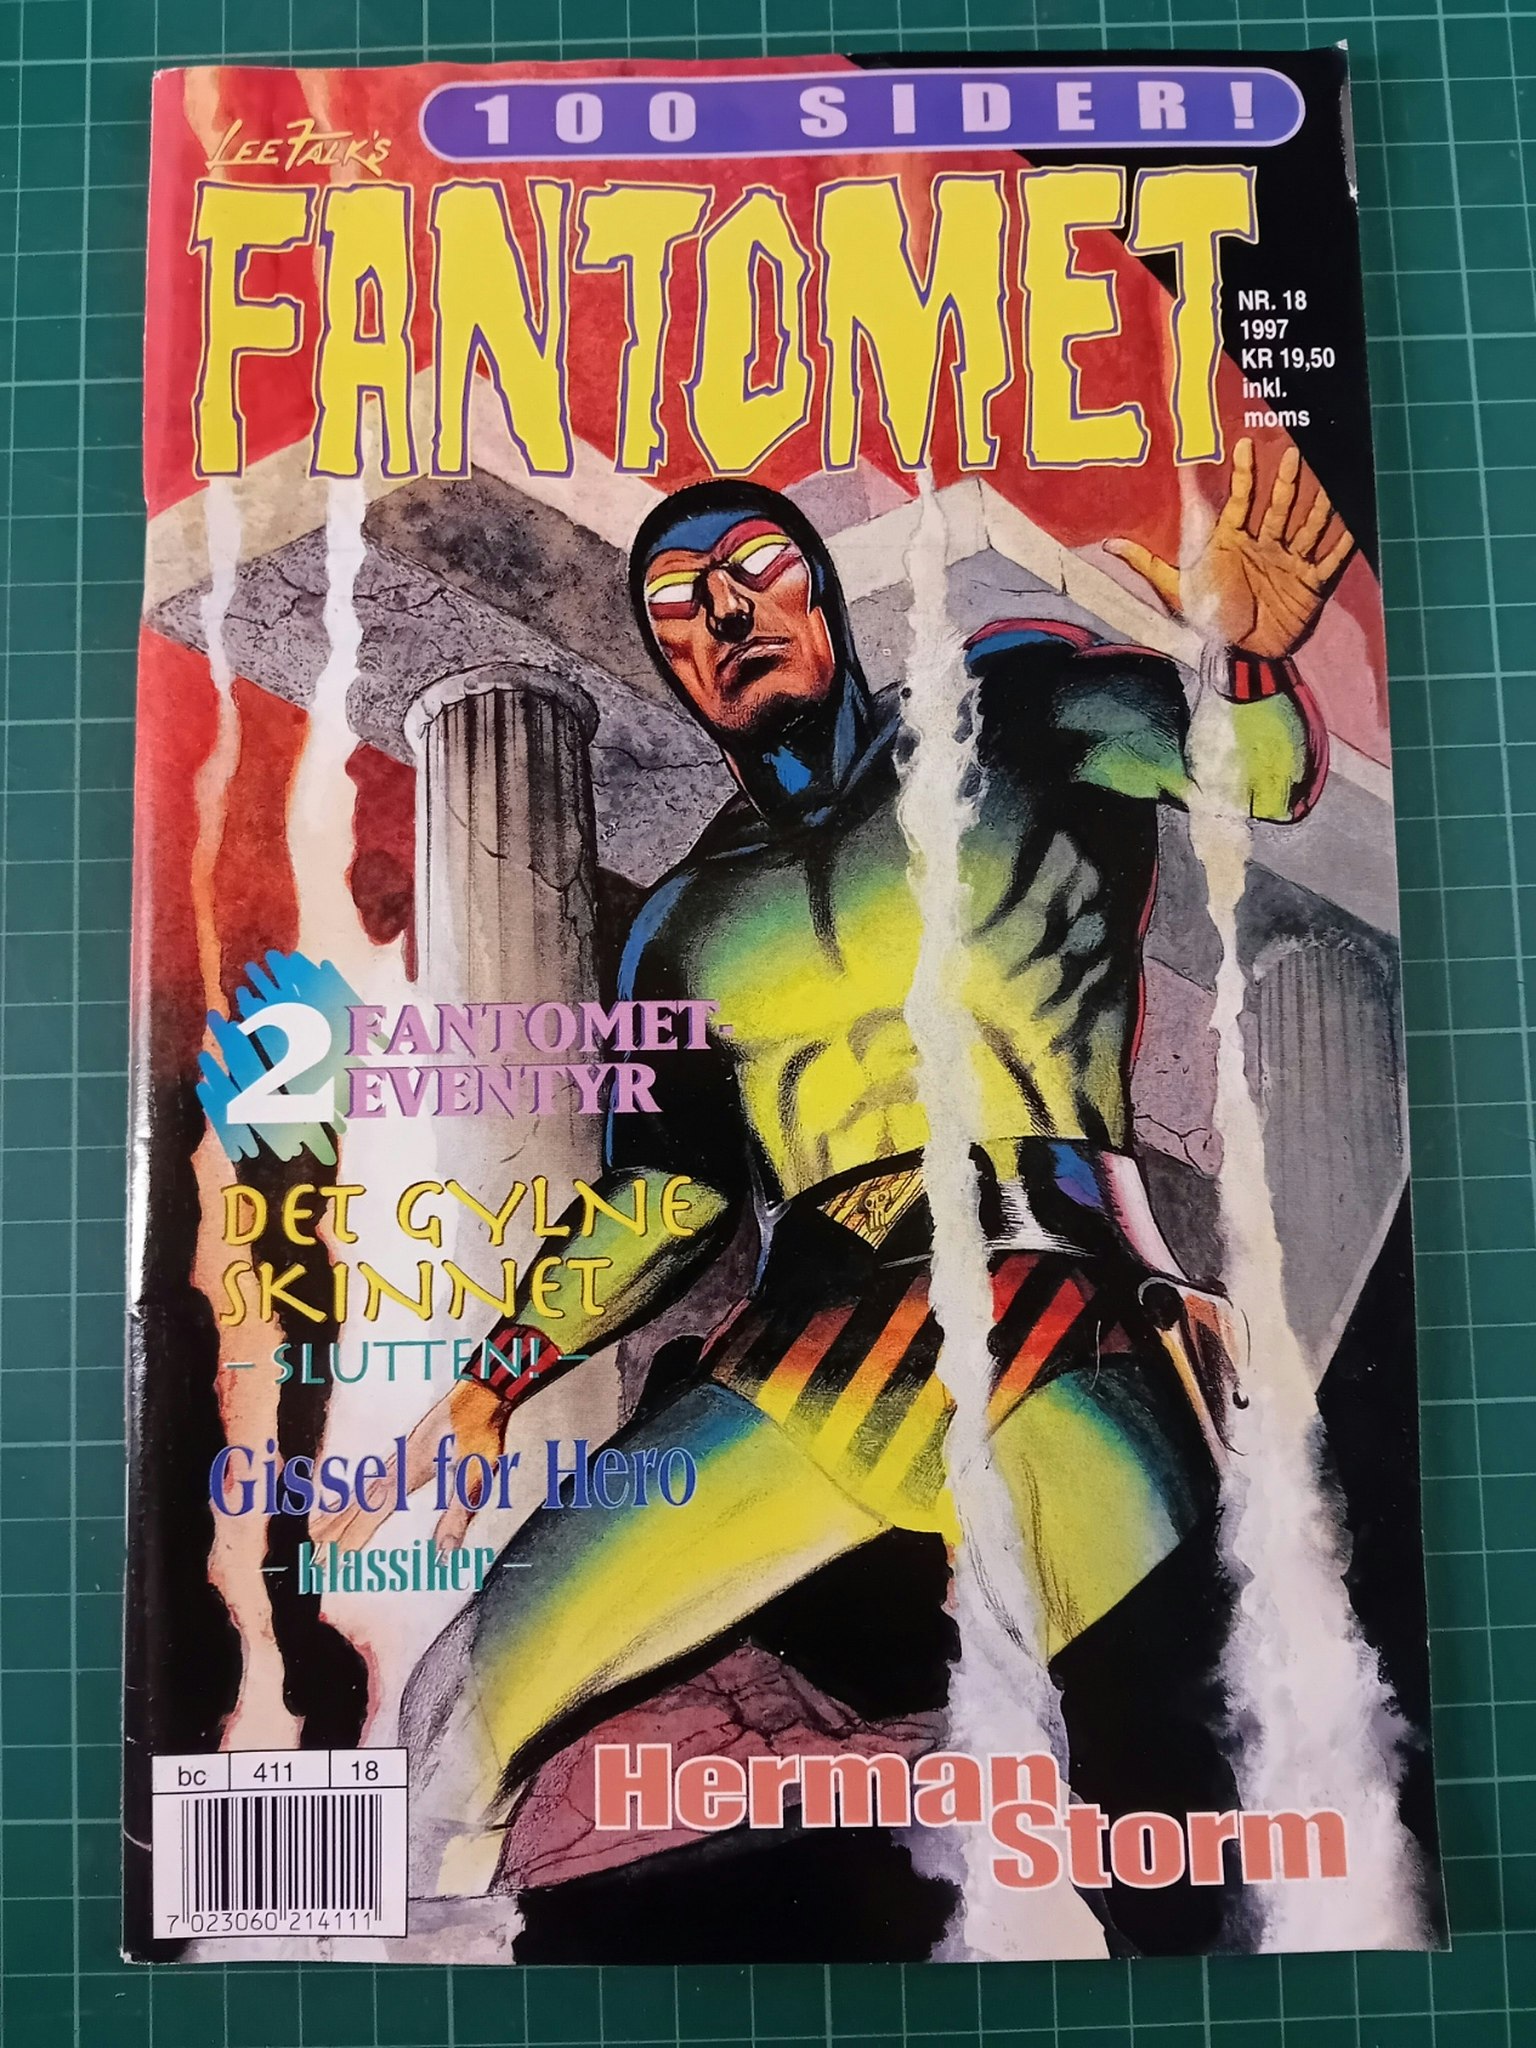 100 SIDER!
LEE FALK'S
FANTOMET
NR. 18
1997
KR 19,50
inkl.
moms
2 FANTOMET-
EVENTYR
DET GYLNE
SKINNET
- SLUTTEN! -
Gissel for Hero
- Klassiker -
Herman
Storm
bc 411 18
7 023060 214111